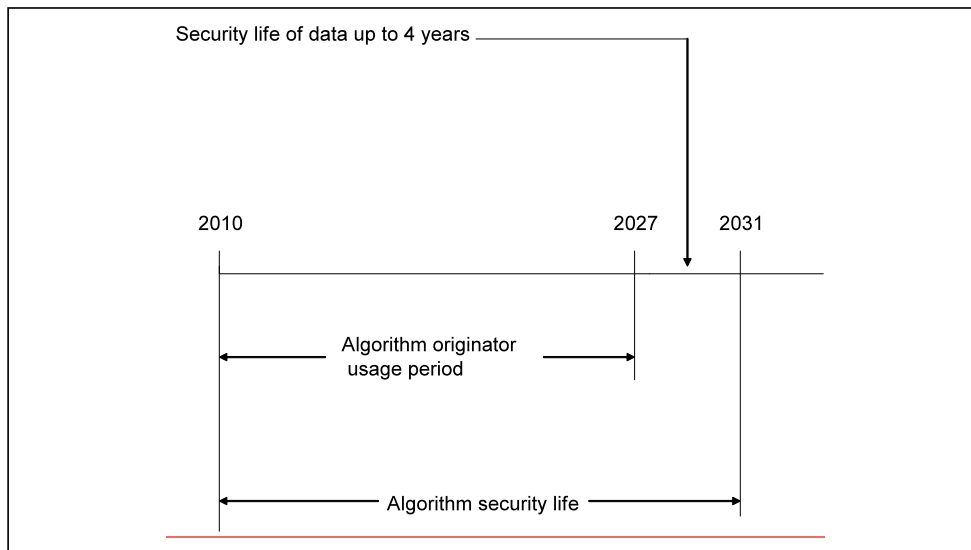 Security life of data up to 4 years
2010
2027
2031
Algorithm originator
usage period
Algorithm security life